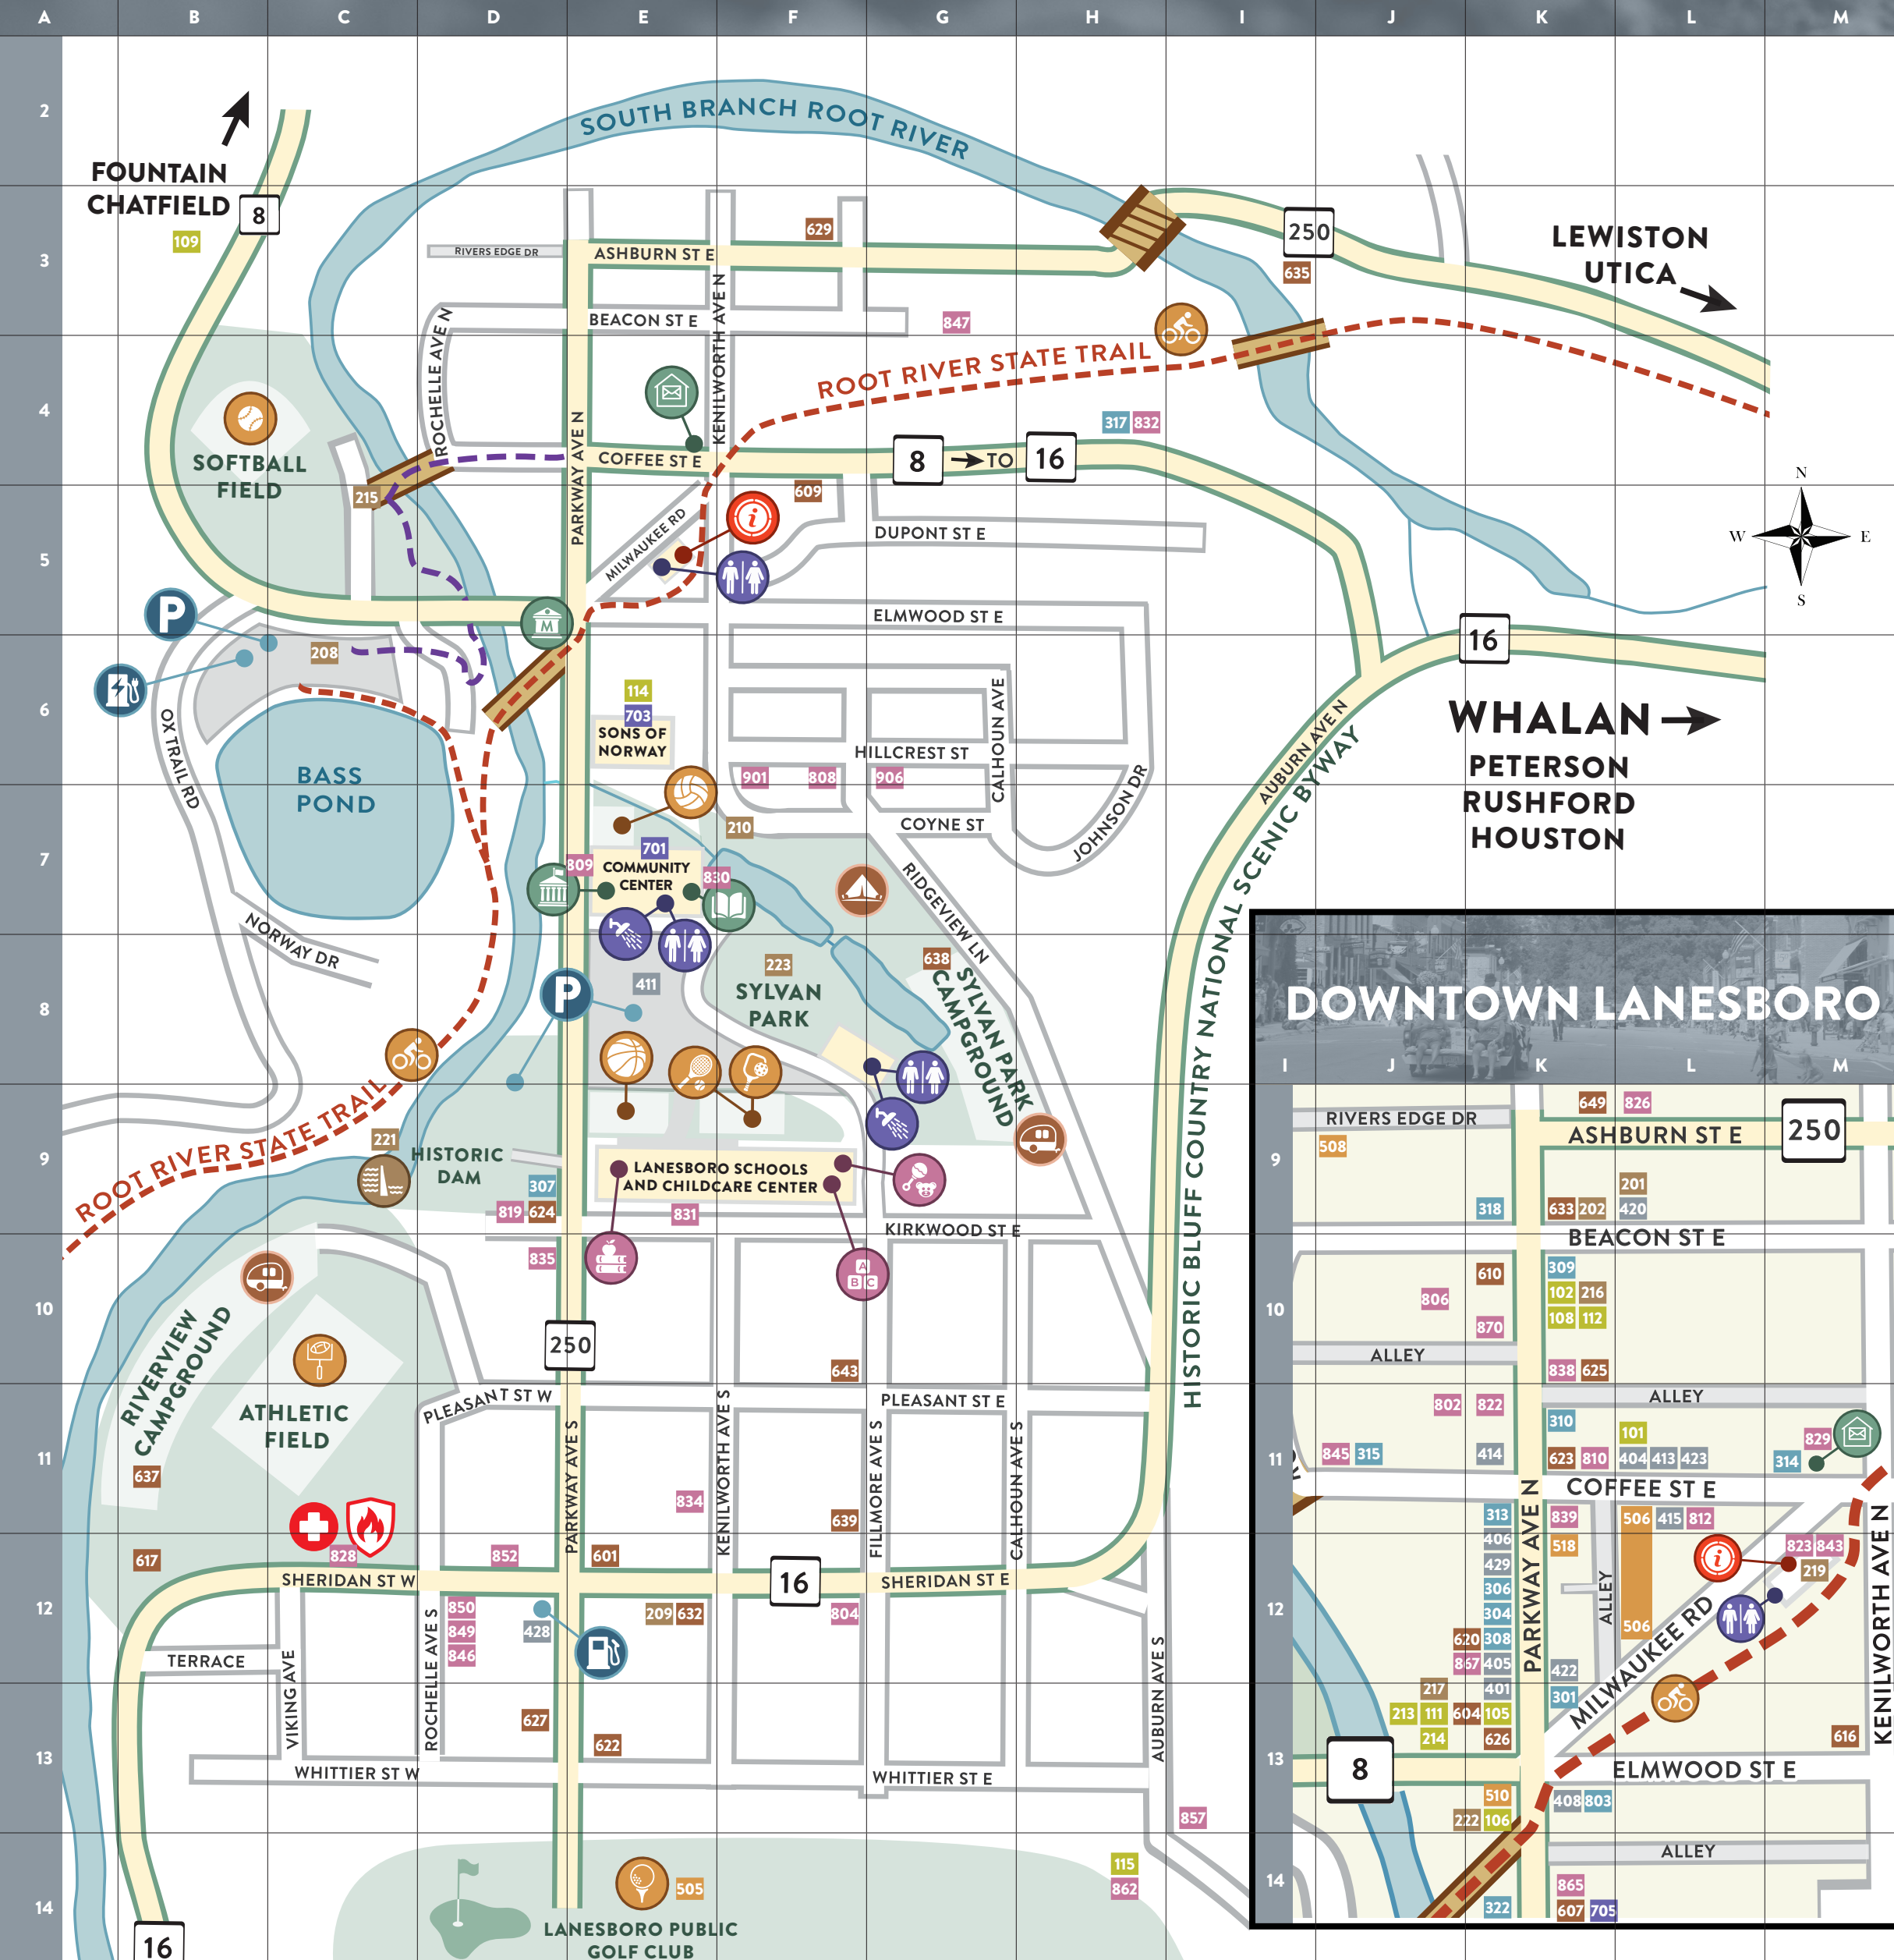 A B C D E F G H I J K L M
2
SOUTH BRANCH ROOT RIVER
FOUNTAIN
CHATFIELD
8
109
3
RIVERS EDGE DR
ASHBURN ST E
629
250
635
LEWISTON
UTICA
BEACON ST E
847
ROCHELLE AVE N
KENILWORTH AVE N
ROOT RIVER STATE TRAIL
4
PARKWAY AVE N
317 832
SOFTBALL
FIELD
COFFEE ST E
8 TO 16
215
609
i
MILWAUKEE RD
DUPONT ST E
N
W E
S
5
P
M
ELMWOOD ST E
16
208
6
114
703
SONS OF
NORWAY
OX TRAIL RD
CALHOUN AVE
HILLCREST ST
901 808 906
AUBURN AVE N
WHALAN
PETERSON
RUSHFORD
HOUSTON
BASS
POND
210
COYNE ST
JOHNSON DR
7
701
809
COMMUNITY
CENTER
830
RIDGEVIEW LN
NORWAY DR
HISTORIC BLUFF COUNTRY NATIONAL SCENIC BYWAY
8
P
411
223
SYLVAN
PARK
638
SYLVAN PARK
CAMPGROUND
ROOT RIVER STATE TRAIL
9
221
HISTORIC
DAM
307
819 624
LANESBORO SCHOOLS
AND CHILDCARE CENTER
831
KIRKWOOD ST E
835
A
B C
10
RIVERVIEW
CAMPGROUND
250
643
PLEASANT ST W
PLEASANT ST E
ATHLETIC
FIELD
11
637
PARKWAY AVE S
KENILWORTH AVE S
FILLMORE AVE S
CALHOUN AVE S
834
639
617
828
852
601
SHERIDAN ST W
16
SHERIDAN ST E
12
850
849
846
428
209 632
804
TERRACE
VIKING AVE
ROCHELLE AVE S
AUBURN AVE S
627
622
13
WHITTIER ST W
WHITTIER ST E
857
14
115
862
505
LANESBORO PUBLIC
GOLF CLUB
16
DOWNTOWN LANESBORO
I J K L M
649 826
RIVERS EDGE DR
ASHBURN ST E
250
9
508
201
318
633 202 420
BEACON ST E
610
309
10
806
102 216
870
108 112
ALLEY
838 625
ALLEY
802 822
310
101
829
11
845 315
414
623 810
404 413 423
314
COFFEE ST E
313
839
506 415 812
406
518
i
823 843
429
219
306
12
304
ALLEY
506
620 308
867 405
422
217
401
301
213 111 604 105
214
626
PARKWAY AVE N
MILWAUKEE RD
KENILWORTH AVE N
616
13
8
ELMWOOD ST E
510
408 803
222 106
ALLEY
14
865
322
607 705